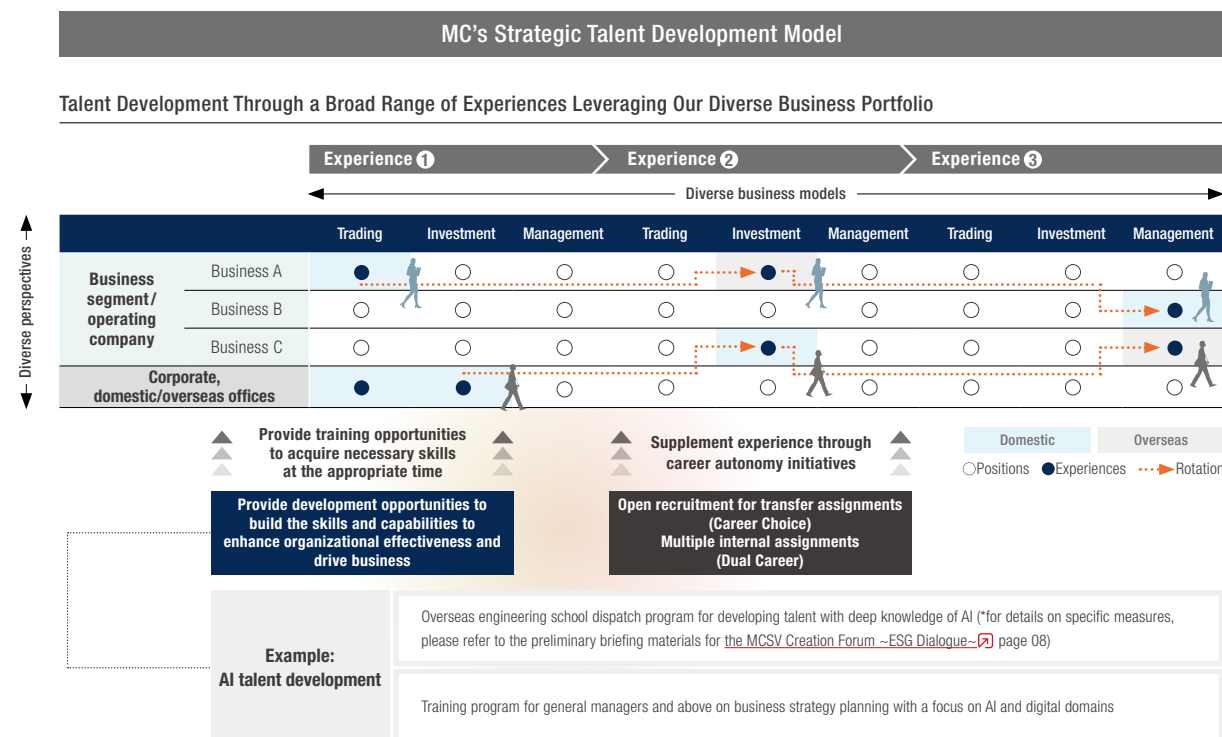 MC's Strategic Talent Development Model
Talent Development Through a Broad Range of Experiences Leveraging Our Diverse Business Portfolio
Experience 1
Experience 2
Experience 3
Diverse business models
Diverse perspectives
Trading
Investment
Management
Trading
Investment
Management
Trading
Investment
Management
Business
segment/
operating
company
Business A
Business B
Business C
Corporate,
domestic/overseas offices
Provide training opportunities
to acquire necessary skills
at the appropriate time
Supplement experience through
career autonomy initiatives
Domestic
Overseas
Positions
Experiences
Rotation
Provide development opportunities to
build the skills and capabilities to
enhance organizational effectiveness and
drive business
Open recruitment for transfer assignments
(Career Choice)
Multiple internal assignments
(Dual Career)
Example:
AI talent development
Overseas engineering school dispatch program for developing talent with deep knowledge of AI (*for details on specific measures,
please refer to the preliminary briefing materials for the MCSV Creation Forum ~ESG Dialogue~ page 08)
Training program for general managers and above on business strategy planning with a focus on AI and digital domains